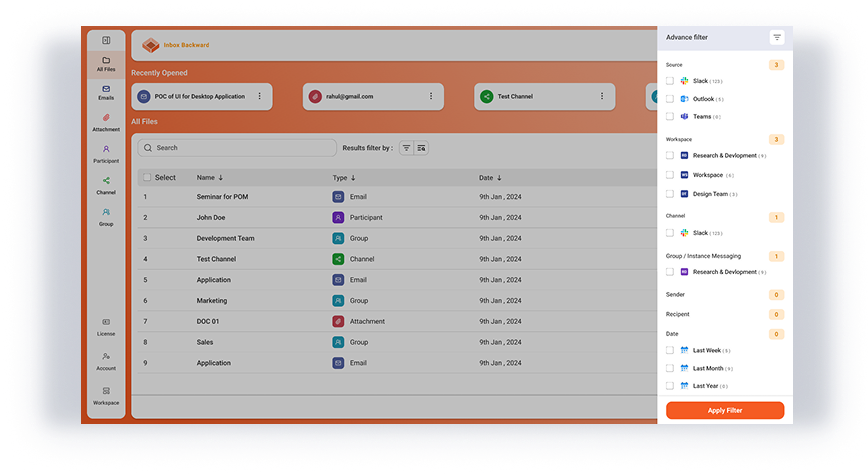 Inbox Backward
Advance filter
All Files
Emails
Attachment
Participant
Channel
Group
License
Account
Workspace
Recently Opened
POC of UI for Desktop Application
rahul@gmail.com
Test Channel
All Files
Search
Results filter by :
Select Name ↓ Type ↓ Date ↓
1 Seminar for POM Email 9th Jan , 2024
2 John Doe Participant 9th Jan , 2024
3 Development Team Group 9th Jan , 2024
4 Test Channel Channel 9th Jan , 2024
5 Application Email 9th Jan , 2024
6 Marketing Group 9th Jan , 2024
7 DOC 01 Attachment 9th Jan , 2024
8 Sales Group 9th Jan , 2024
9 Application Email 9th Jan , 2024
Source 3
Slack (123)
Outlook (5)
Teams (0)
Workspace 3
Research & Devlopment (9)
Workspace (6)
Design Team (3)
Channel 1
Slack (123)
Group / Instance Messaging 1
Research & Devlopment (9)
Sender 0
Recipent 0
Date 0
Last Week (5)
Last Month (9)
Last Year (0)
Apply Filter